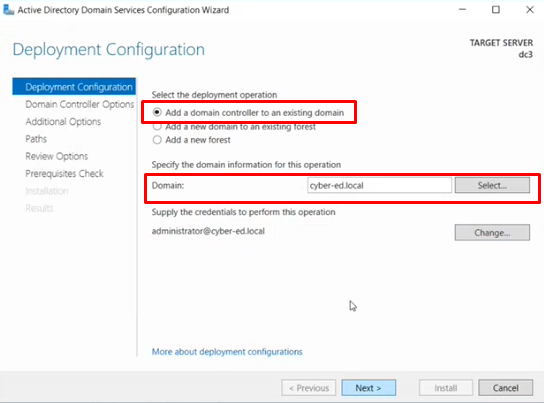 Active Directory Domain Services Configuration Wizard
Deployment Configuration
TARGET SERVER
dc3
Deployment Configuration
Domain Controller Options
Additional Options
Paths
Review Options
Prerequisites Check
Installation
Results
Select the deployment operation
Add a domain controller to an existing domain
Add a new domain to an existing forest
Add a new forest
Specify the domain information for this operation
Domain: cyber-ed.local Select...
Supply the credentials to perform this operation
administrator@cyber-ed.local Change...
More about deployment configurations
< Previous Next > Install Cancel